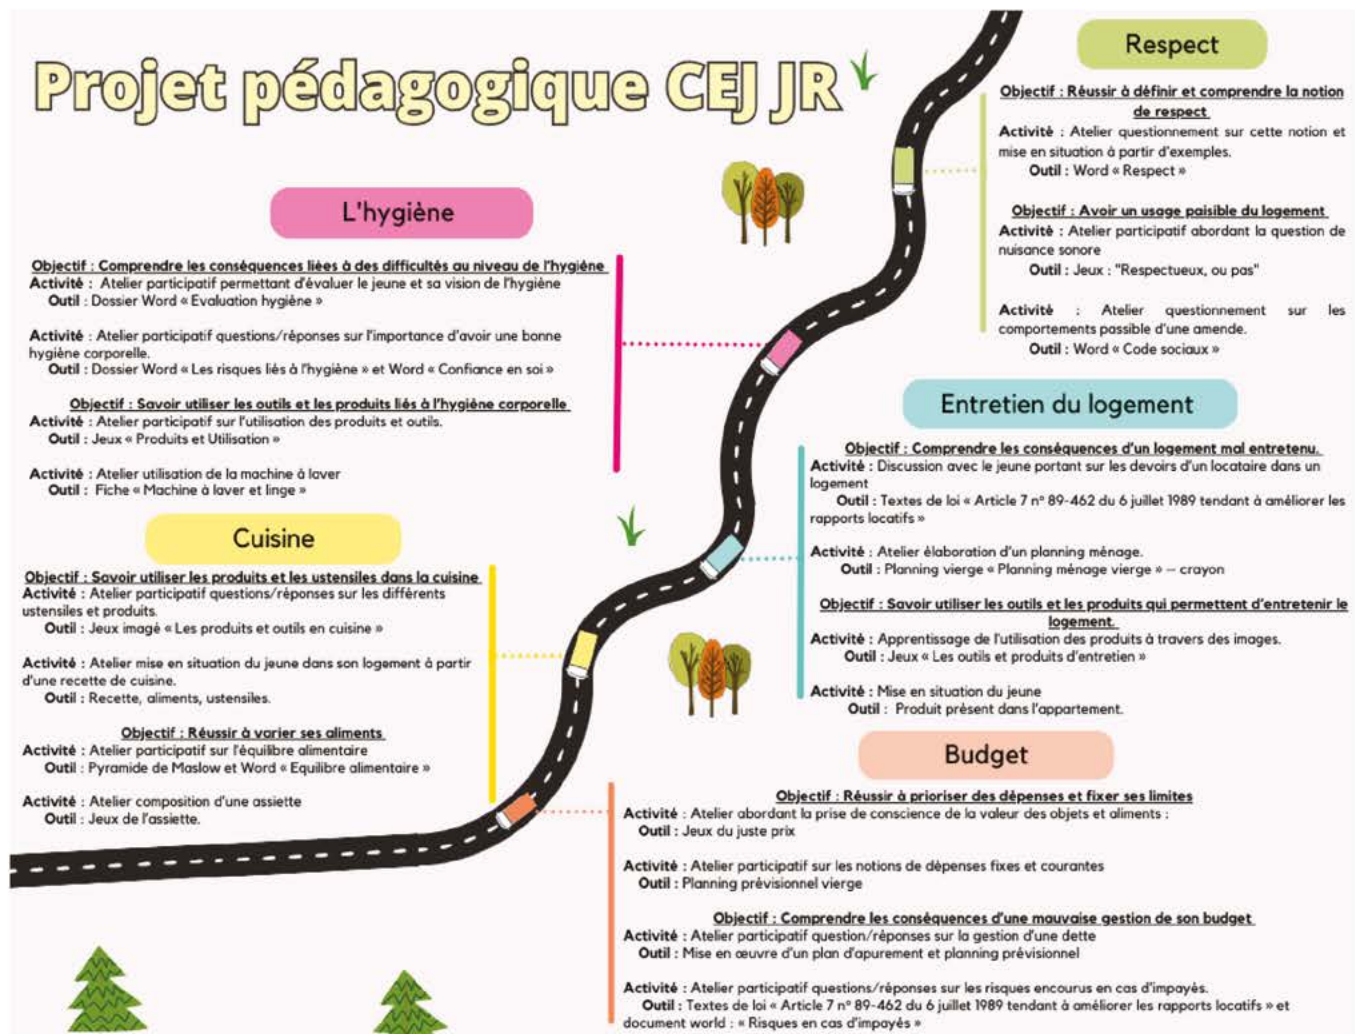 Projet pédagogique CEJ JR
L'hygiène
Objectif : Comprendre les conséquences liées à des difficultés au niveau de l'hygiène
Activité : Atelier participatif permettant d'évaluer le jeune et sa vision de l'hygiène
Outil : Dossier Word « Evaluation hygiène »
Activité : Atelier participatif questions/réponses sur l'importance d'avoir une bonne
hygiène corporelle.
Outil : Dossier Word « Les risques liés à l'hygiène » et Word « Confiance en soi »
Objectif : Savoir utiliser les outils et les produits liés à l'hygiène corporelle
Activité : Atelier participatif sur l'utilisation des produits et outils.
Outil : Jeux « Produits et Utilisation »
Activité : Atelier utilisation de la machine à laver
Outil : Fiche « Machine à laver et linge »
Cuisine
Objectif : Savoir utiliser les produits et les ustensiles dans la cuisine
Activité : Atelier participatif questions/réponses sur les différents
ustensiles et produits.
Outil : Jeux imagé « Les produits et outils en cuisine »
Activité : Atelier mise en situation du jeune dans son logement à partir
d'une recette de cuisine.
Outil : Recette, aliments, ustensiles.
Objectif : Réussir à varier ses aliments
Activité : Atelier participatif sur l'équilibre alimentaire
Outil : Pyramide de Maslow et Word « Equilibre alimentaire »
Activité : Atelier composition d'une assiette
Outil : Jeux de l'assiette.
Respect
Objectif : Réussir à définir et comprendre la notion
de respect
Activité : Atelier questionnement sur cette notion et
mise en situation à partir d'exemples.
Outil : Word « Respect »
Objectif : Avoir un usage paisible du logement
Activité : Atelier participatif abordant la question de
nuisance sonore
Outil : Jeux : "Respectueux, ou pas"
Activité : Atelier questionnement sur les
comportements passible d'une amende.
Outil : Word « Code sociaux »
Entretien du logement
Objectif : Comprendre les conséquences d'un logement mal entretenu.
Activité : Discussion avec le jeune portant sur les devoirs d'un locataire dans un
logement
Outil : Textes de loi « Article 7 n° 89-462 du 6 juillet 1989 tendant à améliorer les
rapports locatifs »
Activité : Atelier élaboration d'un planning ménage.
Outil : Planning vierge « Planning ménage vierge » – crayon
Objectif : Savoir utiliser les outils et les produits qui permettent d'entretenir le
logement.
Activité : Apprentissage de l'utilisation des produits à travers des images.
Outil : Jeux « Les outils et produits d'entretien »
Activité : Mise en situation du jeune
Outil : Produit présent dans l'appartement.
Budget
Objectif : Réussir à prioriser des dépenses et fixer ses limites
Activité : Atelier abordant la prise de conscience de la valeur des objets et aliments :
Outil : Jeux du juste prix
Activité : Atelier participatif sur les notions de dépenses fixes et courantes
Outil : Planning prévisionnel vierge
Objectif : Comprendre les conséquences d'une mauvaise gestion de son budget
Activité : Atelier participatif question/réponses sur la gestion d'une dette
Outil : Mise en œuvre d'un plan d'apurement et planning prévisionnel
Activité : Atelier participatif questions/réponses sur les risques encourus en cas d'impayés.
Outil : Textes de loi « Article 7 n° 89-462 du 6 juillet 1989 tendant à améliorer les rapports locatifs » et
document world : « Risques en cas d'impayés »